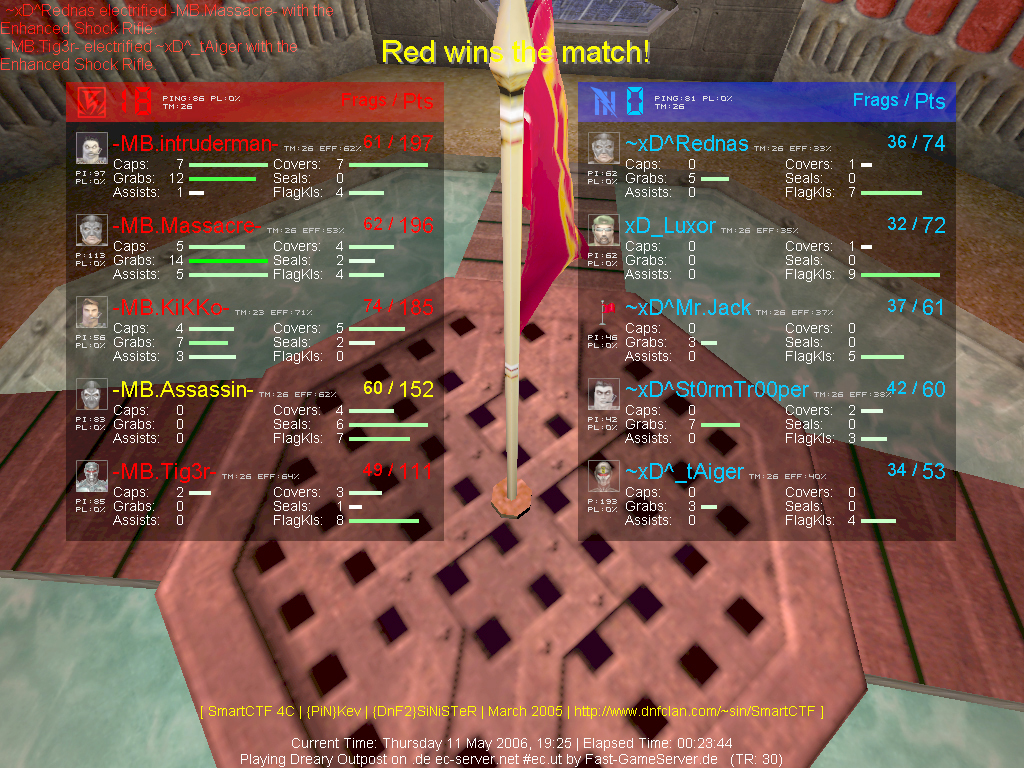 ~xD^Rednas electrified -MB.Massacre- with the
Enhanced Shock Rifle.
-MB.Tig3r- electrified ~xD^_tAiger with the
Enhanced Shock Rifle.
Red wins the match!
18 PING:86 PL:0% TM:26 Frags / Pts
-MB.intruderman- TM:26 EFF:62% 61 / 197
PI:97 PL:0%
Caps: 7 Covers: 7
Grabs: 12 Seals: 0
Assists: 1 FlagKls: 4
-MB.Massacre- TM:26 EFF:53% 62 / 196
PI:113 PL:0%
Caps: 5 Covers: 4
Grabs: 14 Seals: 2
Assists: 5 FlagKls: 4
-MB.KiKKo- TM:23 EFF:71% 74 / 185
PI:56 PL:0%
Caps: 4 Covers: 5
Grabs: 7 Seals: 2
Assists: 3 FlagKls: 0
-MB.Assassin- TM:26 EFF:62% 60 / 152
PI:83 PL:0%
Caps: 0 Covers: 4
Grabs: 0 Seals: 6
Assists: 0 FlagKls: 7
-MB.Tig3r- TM:26 EFF:64% 49 / 111
PI:85 PL:0%
Caps: 2 Covers: 3
Grabs: 0 Seals: 1
Assists: 0 FlagKls: 8
0 PING:81 PL:0% TM:26 Frags / Pts
~xD^Rednas TM:26 EFF:33% 36 / 74
PI:62 PL:0%
Caps: 0 Covers: 1
Grabs: 5 Seals: 0
Assists: 0 FlagKls: 7
xD_Luxor TM:26 EFF:35% 32 / 72
PI:62 PL:0%
Caps: 0 Covers: 1
Grabs: 0 Seals: 0
Assists: 0 FlagKls: 9
~xD^Mr.Jack TM:26 EFF:37% 37 / 61
PI:46 PL:0%
Caps: 0 Covers: 0
Grabs: 3 Seals: 0
Assists: 0 FlagKls: 5
~xD^St0rmTr00per TM:26 EFF:38% 42 / 60
PI:42 PL:0%
Caps: 0 Covers: 2
Grabs: 7 Seals: 0
Assists: 0 FlagKls: 3
~xD^_tAiger TM:26 EFF:40% 34 / 53
PI:193 PL:0%
Caps: 0 Covers: 0
Grabs: 3 Seals: 0
Assists: 0 FlagKls: 4
[ SmartCTF 4C | {PiN}Kev | {DnF2}SiNiSTeR | March 2005 | http://www.dnfclan.com/~sin/SmartCTF ]
Current Time: Thursday 11 May 2006, 19:25 | Elapsed Time: 00:23:44
Playing Dreary Outpost on .de ec-server.net #ec.ut by Fast-GameServer.de (TR: 30)